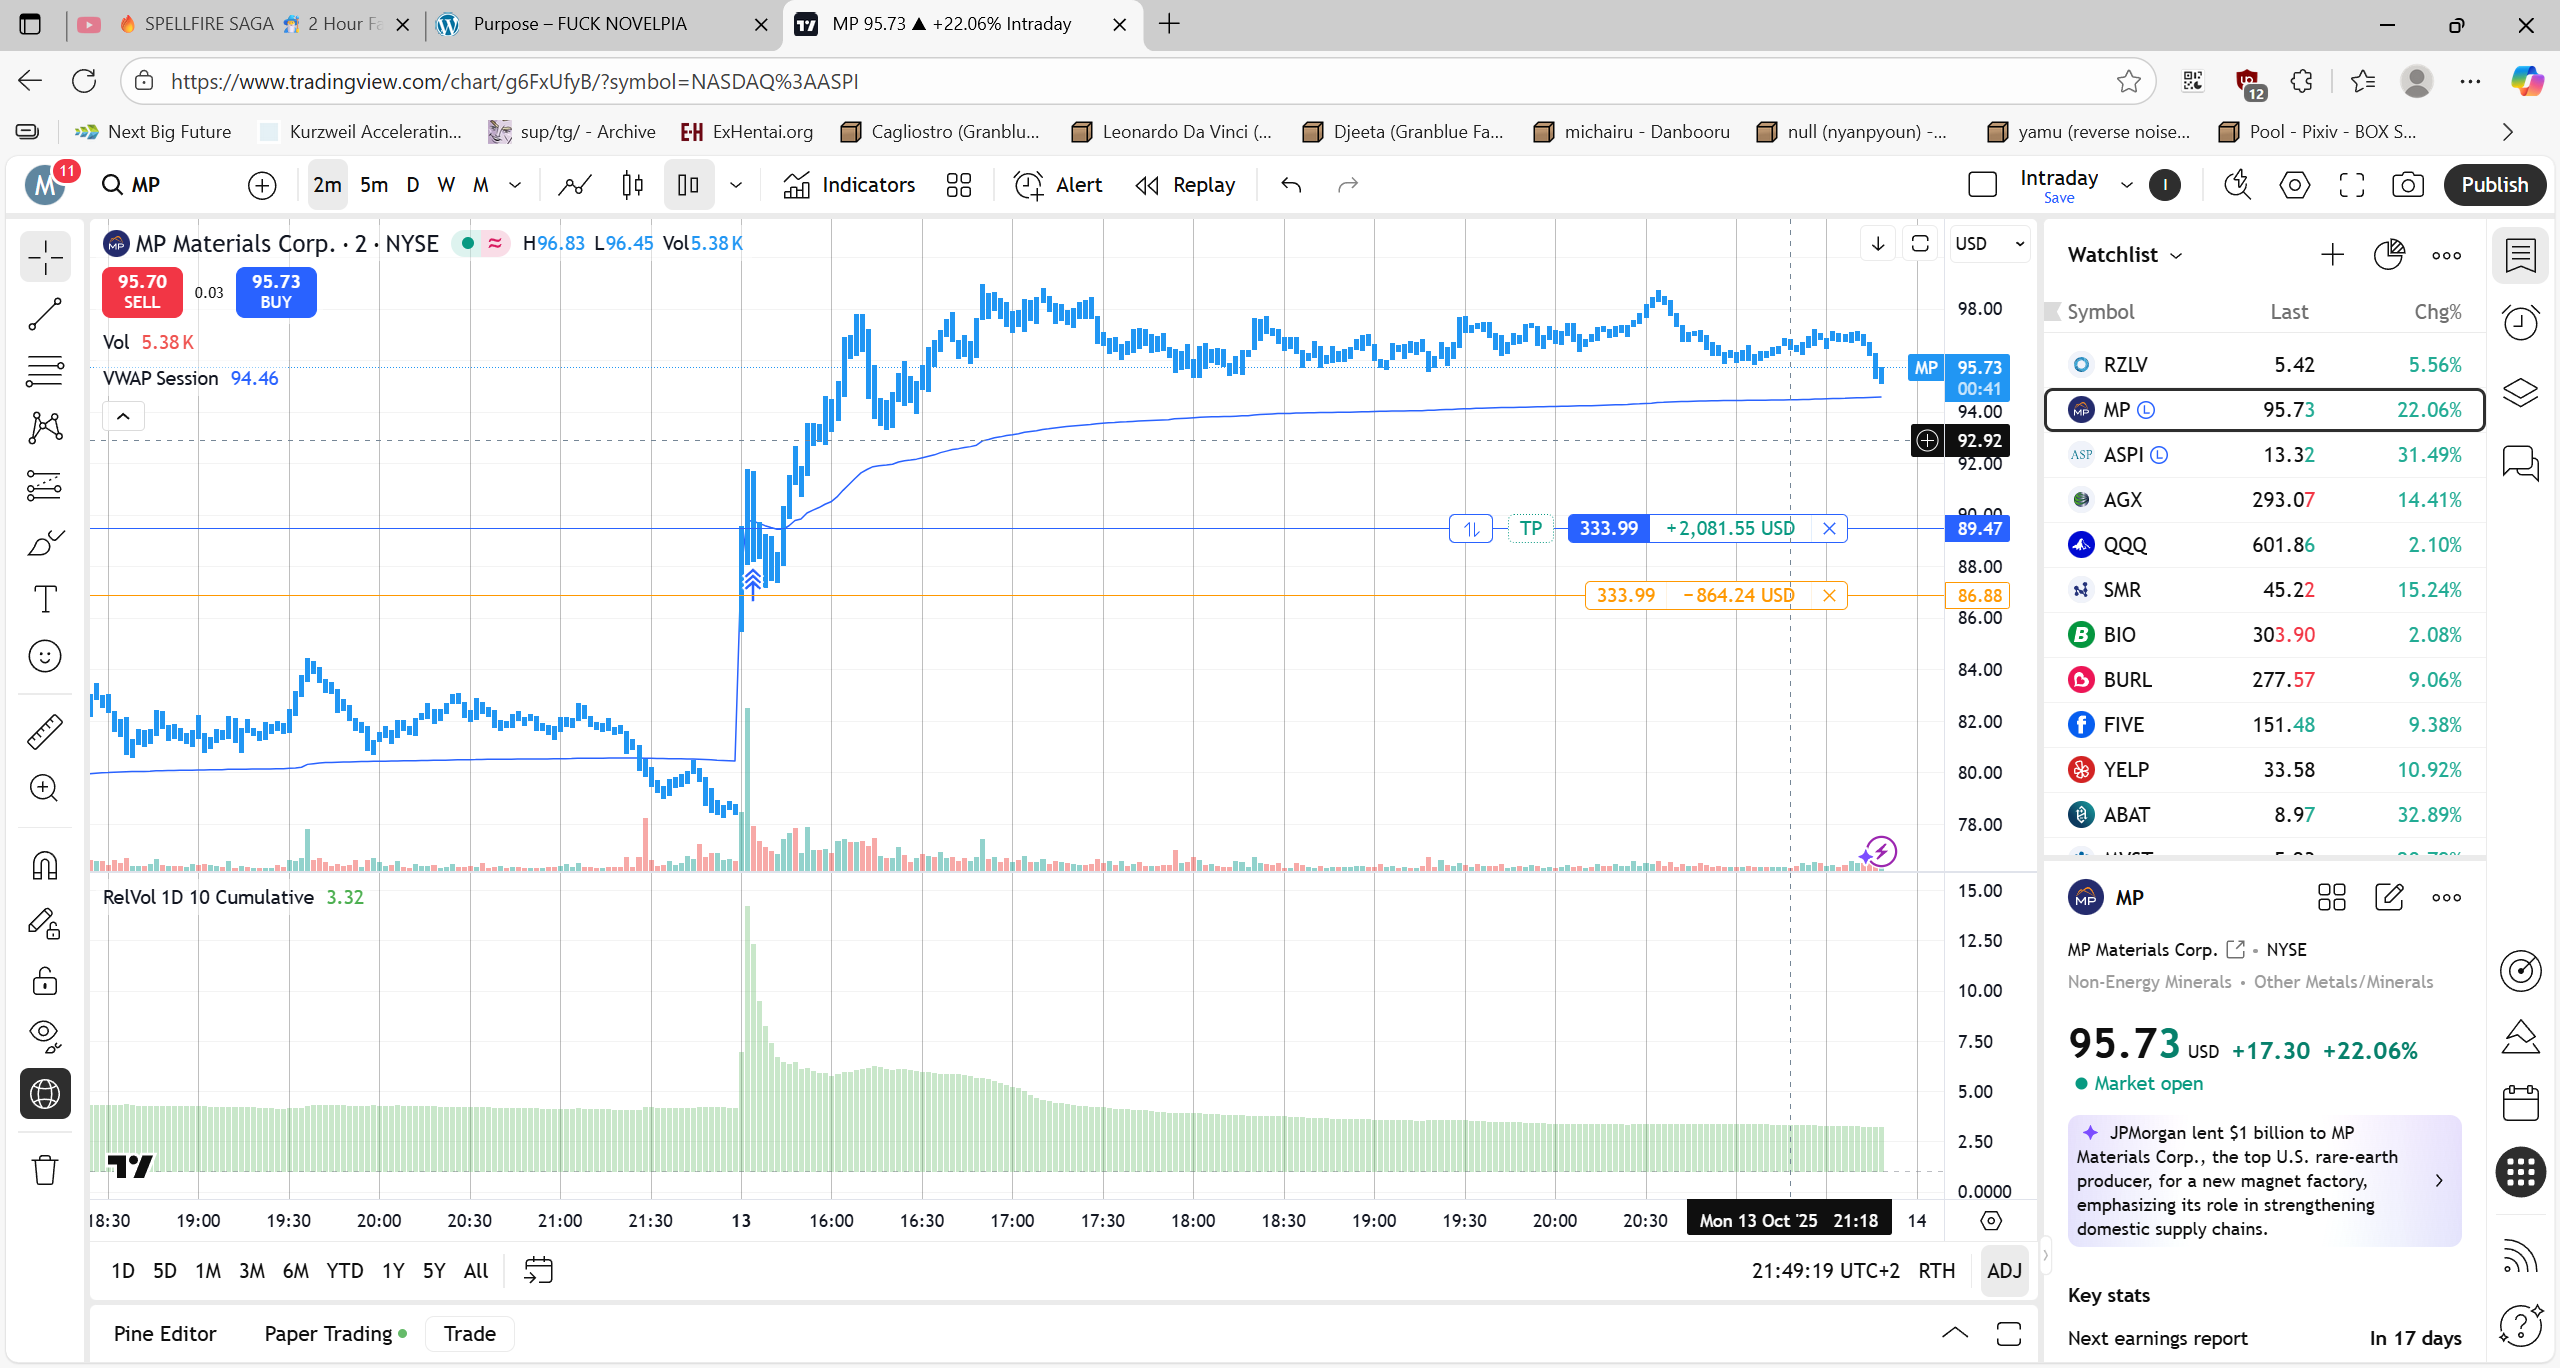 🔥 SPELLFIRE SAGA 🧙 2 Hour Fa
Purpose – FUCK NOVELPIA
MP 95.73 ▲ +22.06% Intraday
https://www.tradingview.com/chart/g6FxUfyB/?symbol=NASDAQ%3AASPI
12
Next Big Future
Kurzweil Acceleratin...
sup/tg/ - Archive
EH ExHentai.org
Cagliostro (Granblu...
Leonardo Da Vinci (...
Djeeta (Granblue Fa...
michairu - Danbooru
null (nyanpyoun) -...
yamu (reverse noise...
Pool - Pixiv - BOX S...
M 11
MP
2m 5m D W M
Indicators
Alert
Replay
Intraday
Save
I
Publish
MP Materials Corp. · 2 · NYSE
H96.83 L96.45 Vol5.38 K
USD
95.70
SELL
0.03
95.73
BUY
Vol 5.38 K
VWAP Session 94.46
98.00
MP 95.73
00:41
94.00
92.92
92.00
90.00
TP 333.99 +2,081.55 USD
89.47
88.00
333.99 −864.24 USD
86.88
86.00
84.00
82.00
80.00
78.00
RelVol 1D 10 Cumulative 3.32
15.00
12.50
10.00
7.50
5.00
2.50
0.0000
18:30 19:00 19:30 20:00 20:30 21:00 21:30 13 16:00 16:30 17:00 17:30 18:00 18:30 19:00 19:30 20:00 20:30 Mon 13 Oct '25 21:18 14
1D 5D 1M 3M 6M YTD 1Y 5Y All
21:49:19 UTC+2 RTH ADJ
Pine Editor
Paper Trading
Trade
Watchlist
Symbol Last Chg%
RZLV 5.42 5.56%
MP L 95.73 22.06%
ASP ASPI L 13.32 31.49%
AGX 293.07 14.41%
QQQ 601.86 2.10%
SMR 45.22 15.24%
BIO 303.90 2.08%
BURL 277.57 9.06%
FIVE 151.48 9.38%
YELP 33.58 10.92%
ABAT 8.97 32.89%
MP MP
MP Materials Corp. • NYSE
Non-Energy Minerals • Other Metals/Minerals
95.73 USD +17.30 +22.06%
Market open
JPMorgan lent $1 billion to MP
Materials Corp., the top U.S. rare-earth
producer, for a new magnet factory,
emphasizing its role in strengthening
domestic supply chains.
Key stats
Next earnings report In 17 days